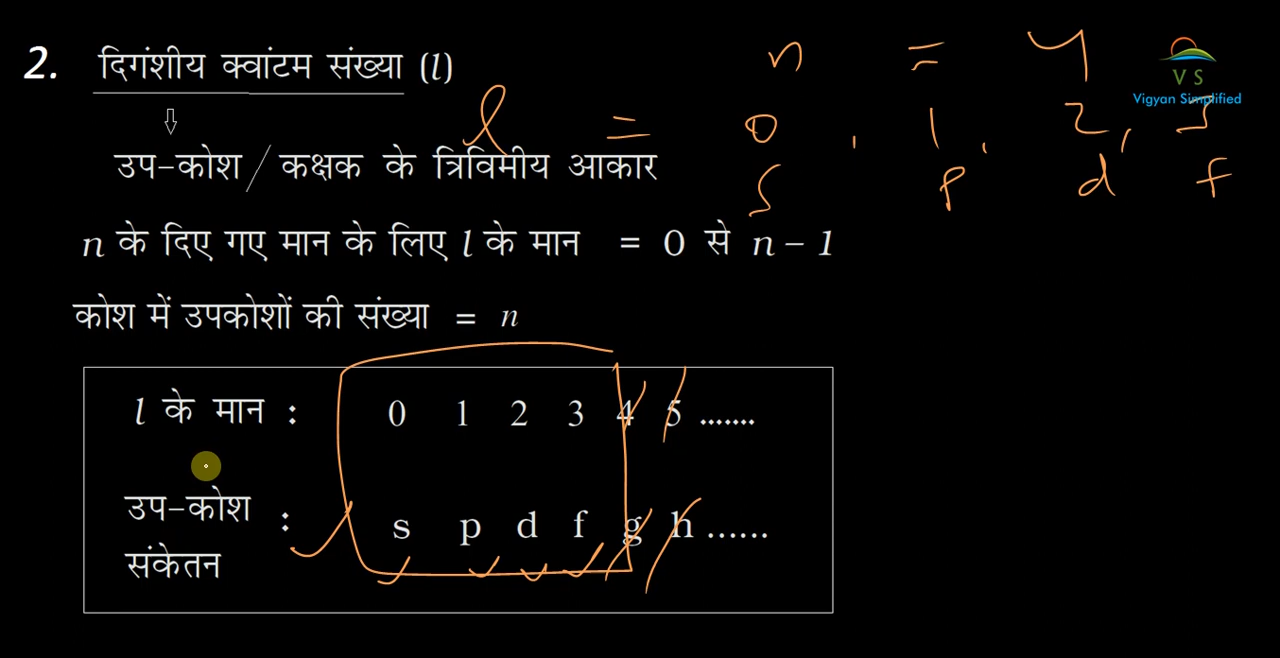 2. दिगंशीय क्वांटम संख्या (l)
n = 4
V S
Vigyan Simplified
l = 0, 1, 2, 3
s p d f
उप-कोश / कक्षक के त्रिविमीय आकार
n के दिए गए मान के लिए l के मान = 0 से n – 1
कोश में उपकोशों की संख्या = n
l के मान : 0 1 2 3 4 5 .......
उप-कोश : s p d f g h ......
संकेतन